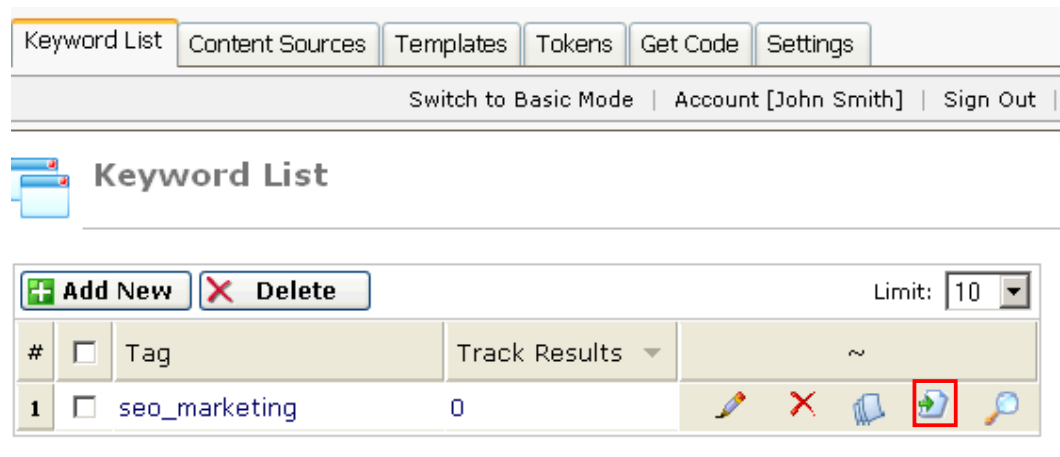 Keyword List Content Sources Templates Tokens Get Code Settings
Switch to Basic Mode | Account [John Smith] | Sign Out |
Keyword List
Add New Delete Limit: 10
# Tag Track Results ~
1 seo_marketing 0